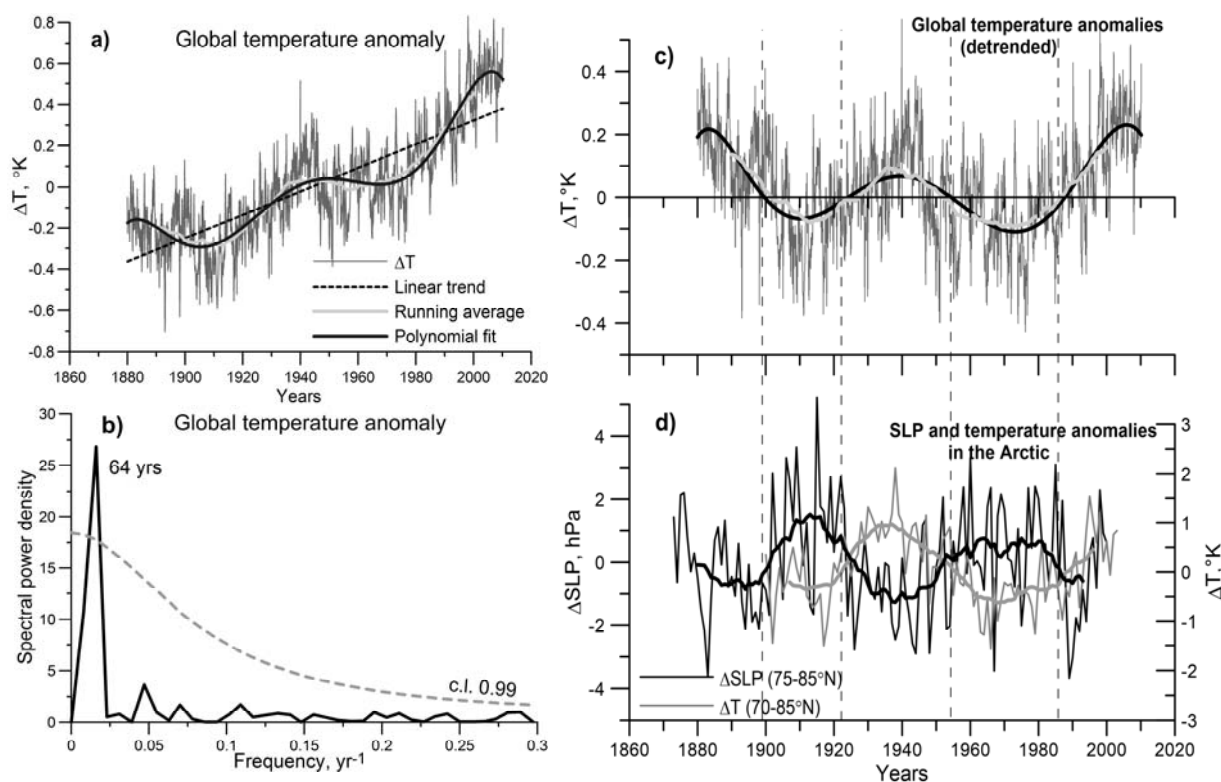 a)
Global temperature anomaly
0.8
0.6
0.4
0.2
0
-0.2
-0.4
-0.6
-0.8
ΔT, °K
ΔT
Linear trend
Running average
Polynomial fit
1860 1880 1900 1920 1940 1960 1980 2000 2020
Years
b)
Global temperature anomaly
30
25
20
15
10
5
0
Spectral power density
64 yrs
c.l. 0.99
0 0.05 0.1 0.15 0.2 0.25 0.3
Frequency, yr-1
c)
Global temperature anomalies
(detrended)
0.4
0.2
0
-0.2
-0.4
ΔT,°K
d)
SLP and temperature anomalies
in the Arctic
4
2
0
-2
-4
ΔSLP, hPa
3
2
1
0
-1
-2
-3
ΔT,°K
ΔSLP (75-85°N)
ΔT (70-85°N)
1860 1880 1900 1920 1940 1960 1980 2000 2020
Years